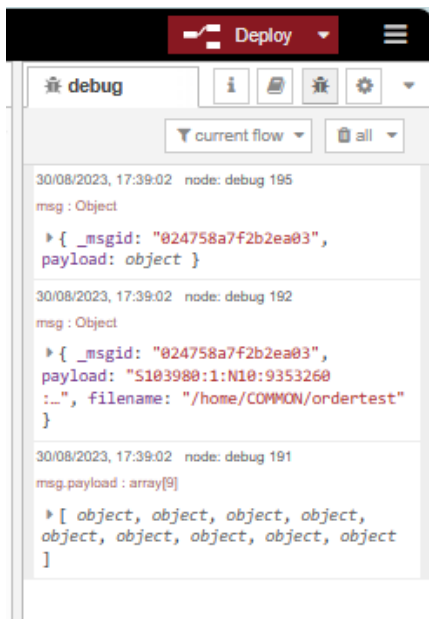 Deploy
debug
i
current flow
all
30/08/2023, 17:39:02 node: debug 195
msg : Object
{ _msgid: "024758a7f2b2ea03",
payload: object }
30/08/2023, 17:39:02 node: debug 192
msg : Object
{ _msgid: "024758a7f2b2ea03",
payload: "S103980:1:N10:9353260
:…", filename: "/home/COMMON/ordertest"
}
30/08/2023, 17:39:02 node: debug 191
msg.payload : array[9]
[ object, object, object, object,
object, object, object, object, object
]